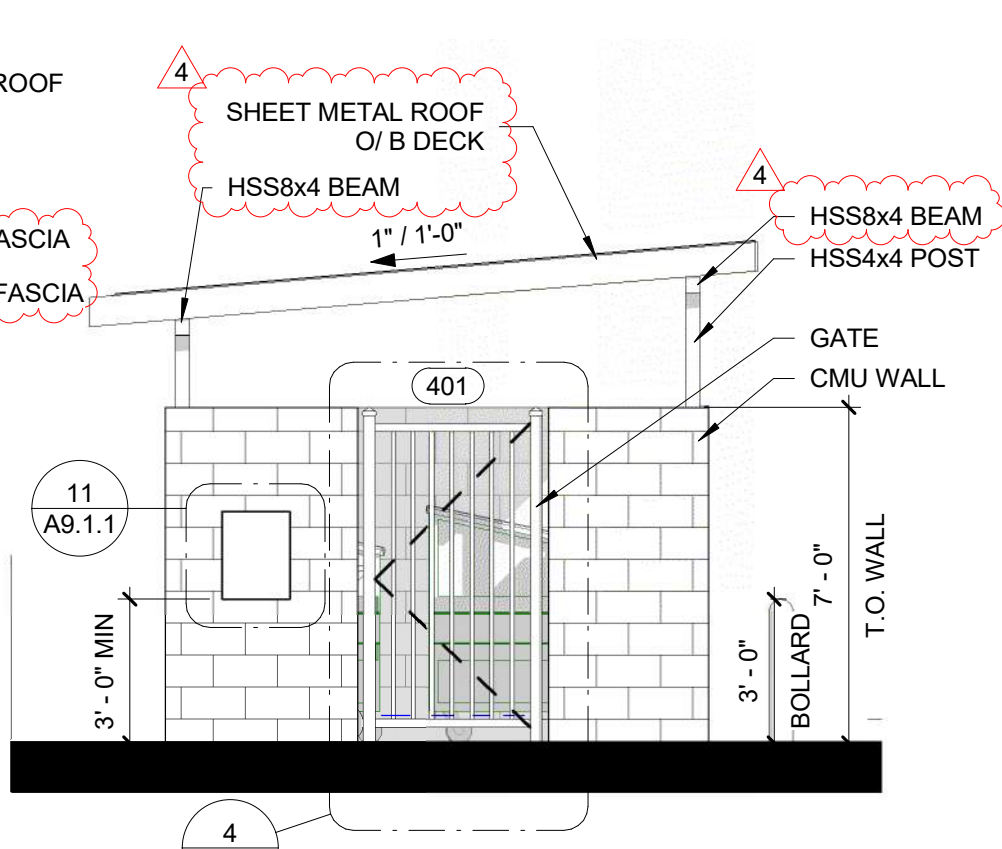 ROOF
4
SHEET METAL ROOF
O/ B DECK
HSS8x4 BEAM
4
HSS8x4 BEAM
HSS4x4 POST
ASCIA
FASCIA
1" / 1'-0"
GATE
CMU WALL
401
11
A9.1.1
3' - 0" MIN
3' - 0"
BOLLARD
7' - 0"
T.O. WALL
4